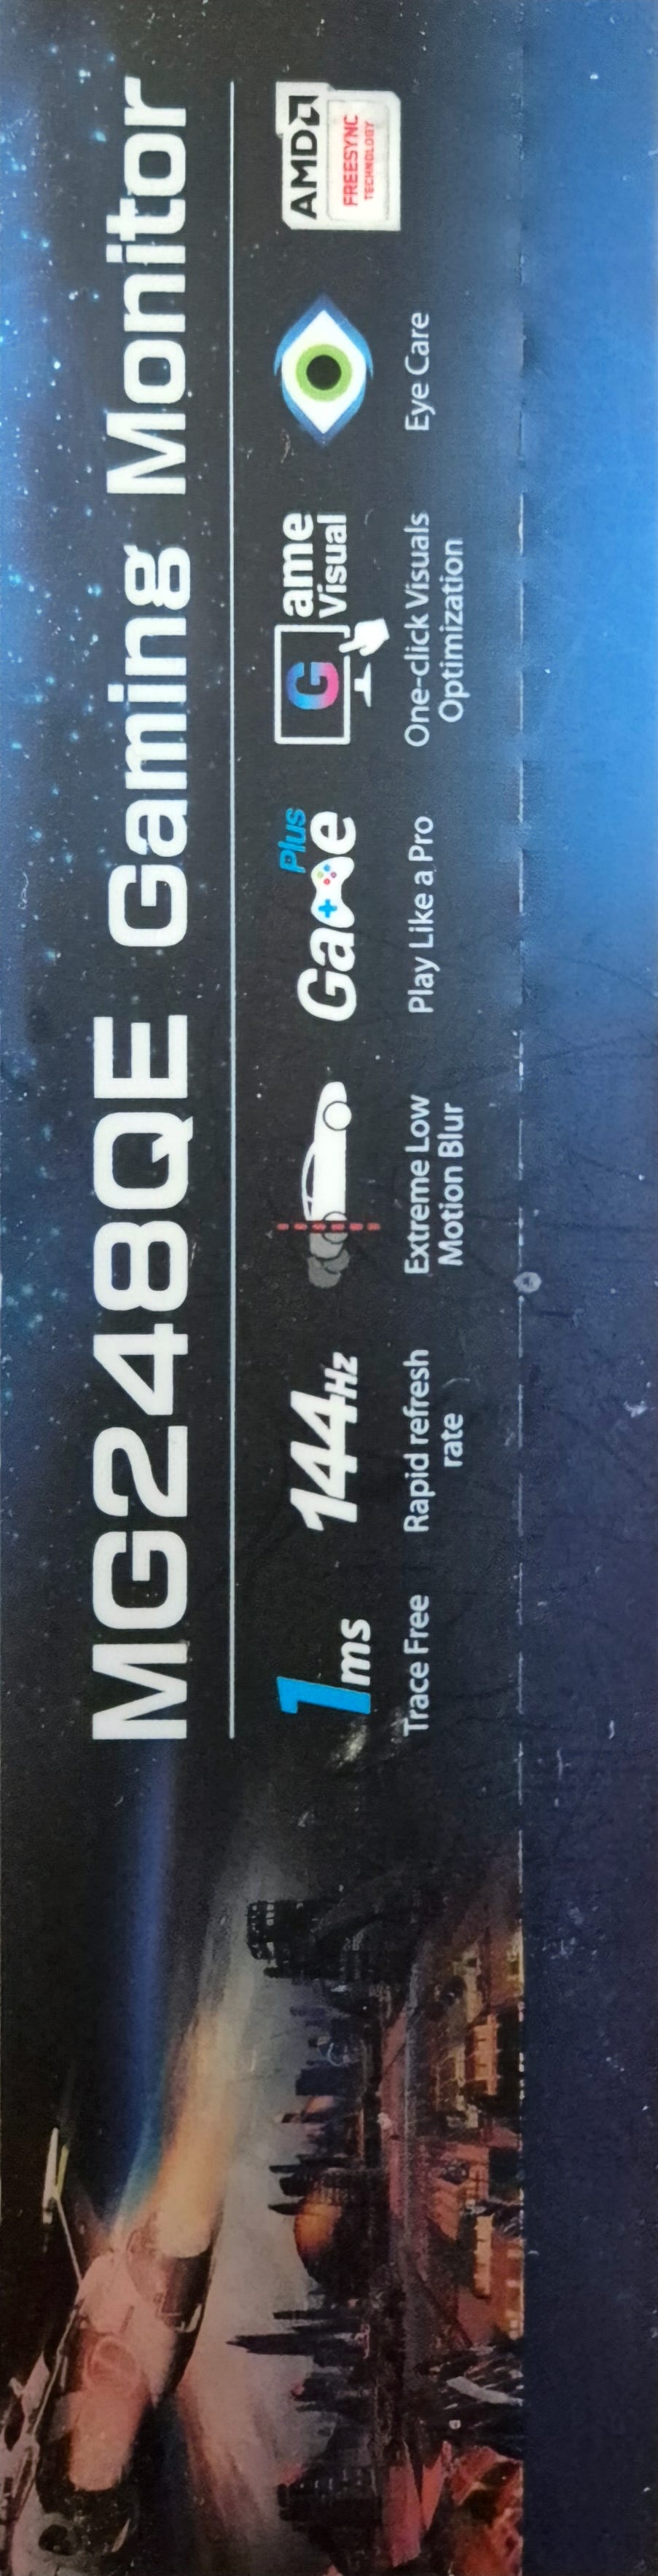 MG248QE Gaming Monitor
1ms
Trace Free
144Hz
Rapid refresh
rate
Extreme Low
Motion Blur
Game Plus
Play Like a Pro
Game
Visual
One-click Visuals
Optimization
Eye Care
AMD
FREESYNC
TECHNOLOGY